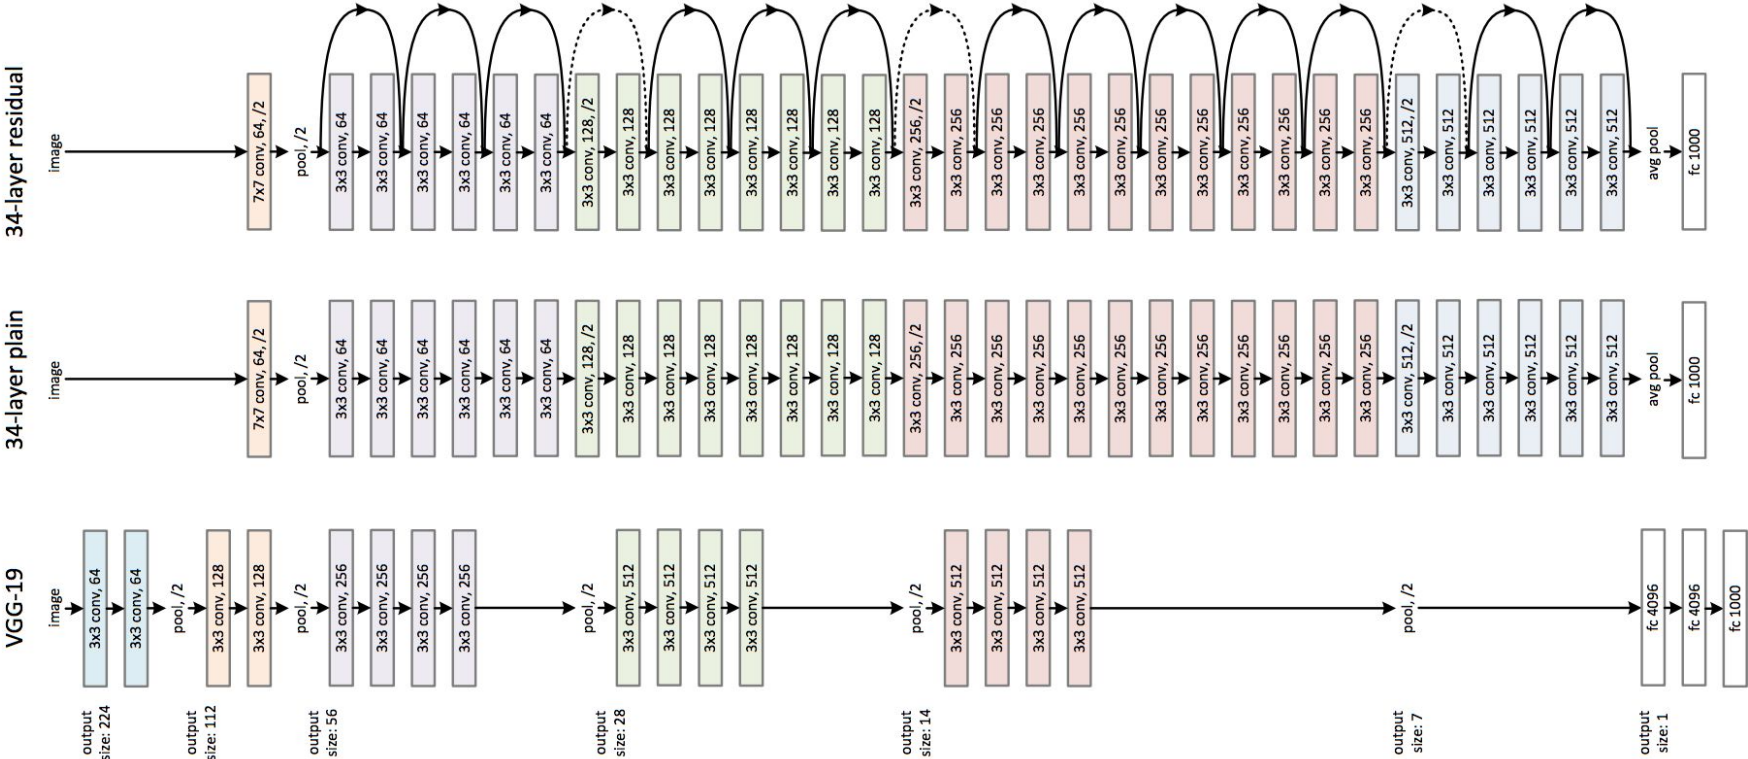 34-layer residual
image
7x7 conv, 64, /2
pool, /2
3x3 conv, 64
3x3 conv, 64
3x3 conv, 64
3x3 conv, 64
3x3 conv, 64
3x3 conv, 64
3x3 conv, 128, /2
3x3 conv, 128
3x3 conv, 128
3x3 conv, 128
3x3 conv, 128
3x3 conv, 128
3x3 conv, 128
3x3 conv, 128
3x3 conv, 256, /2
3x3 conv, 256
3x3 conv, 256
3x3 conv, 256
3x3 conv, 256
3x3 conv, 256
3x3 conv, 256
3x3 conv, 256
3x3 conv, 256
3x3 conv, 256
3x3 conv, 256
3x3 conv, 256
3x3 conv, 512, /2
3x3 conv, 512
3x3 conv, 512
3x3 conv, 512
3x3 conv, 512
3x3 conv, 512
avg pool
fc 1000
34-layer plain
image
7x7 conv, 64, /2
pool, /2
3x3 conv, 64
3x3 conv, 64
3x3 conv, 64
3x3 conv, 64
3x3 conv, 64
3x3 conv, 64
3x3 conv, 128, /2
3x3 conv, 128
3x3 conv, 128
3x3 conv, 128
3x3 conv, 128
3x3 conv, 128
3x3 conv, 128
3x3 conv, 128
3x3 conv, 256, /2
3x3 conv, 256
3x3 conv, 256
3x3 conv, 256
3x3 conv, 256
3x3 conv, 256
3x3 conv, 256
3x3 conv, 256
3x3 conv, 256
3x3 conv, 256
3x3 conv, 256
3x3 conv, 256
3x3 conv, 512, /2
3x3 conv, 512
3x3 conv, 512
3x3 conv, 512
3x3 conv, 512
3x3 conv, 512
avg pool
fc 1000
VGG-19
image
3x3 conv, 64
3x3 conv, 64
pool, /2
3x3 conv, 128
3x3 conv, 128
pool, /2
3x3 conv, 256
3x3 conv, 256
3x3 conv, 256
3x3 conv, 256
pool, /2
3x3 conv, 512
3x3 conv, 512
3x3 conv, 512
3x3 conv, 512
pool, /2
3x3 conv, 512
3x3 conv, 512
3x3 conv, 512
3x3 conv, 512
pool, /2
fc 4096
fc 4096
fc 1000
output
size: 224
output
size: 112
output
size: 56
output
size: 28
output
size: 14
output
size: 7
output
size: 1